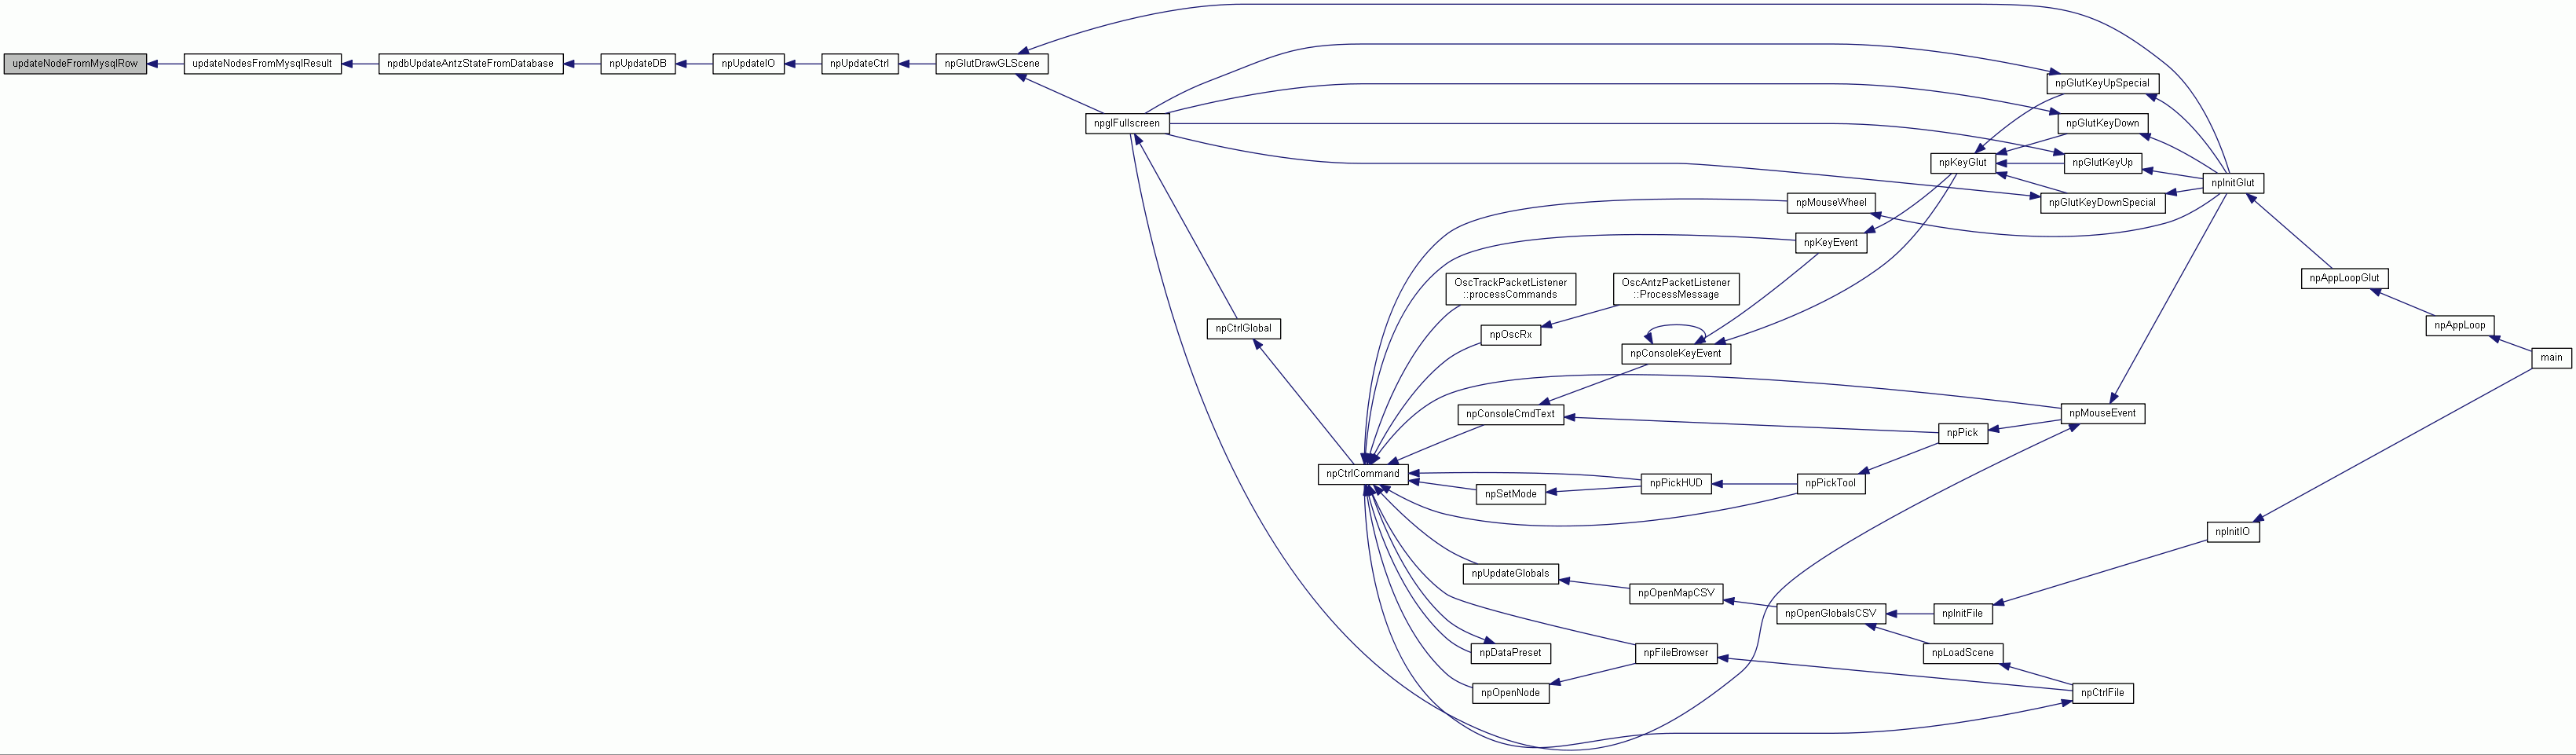 updateNodeFromMysqlRow
updateNodesFromMysqlResult
npdbUpdateAntzStateFromDatabase
npUpdateDB
npUpdateIO
npUpdateCtrl
npGlutDrawGLScene
npglFullscreen
npCtrlGlobal
npCtrlCommand
npMouseWheel
npKeyEvent
OscTrackPacketListener
::processCommands
npOscRx
OscAntzPacketListener
::ProcessMessage
npConsoleKeyEvent
npConsoleCmdText
npPickHUD
npSetMode
npPickTool
npPick
npMouseEvent
npUpdateGlobals
npOpenMapCSV
npOpenGlobalsCSV
npInitFile
npLoadScene
npDataPreset
npFileBrowser
npOpenNode
npCtrlFile
npKeyGlut
npGlutKeyUpSpecial
npGlutKeyDown
npGlutKeyUp
npGlutKeyDownSpecial
npInitGlut
npAppLoopGlut
npAppLoop
main
npInitIO